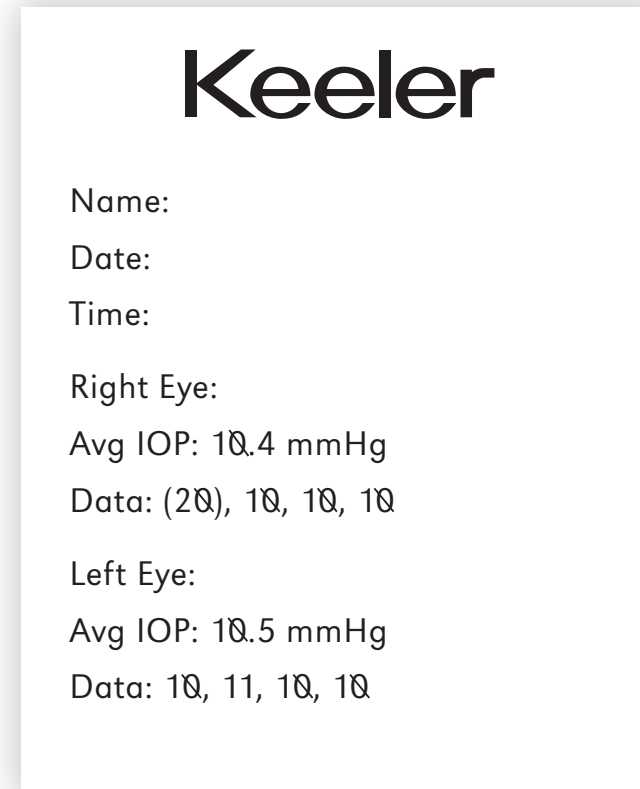 Keeler
Name:
Date:
Time:
Right Eye:
Avg IOP: 10.4 mmHg
Data: (20), 10, 10, 10
Left Eye:
Avg IOP: 10.5 mmHg
Data: 10, 11, 10, 10